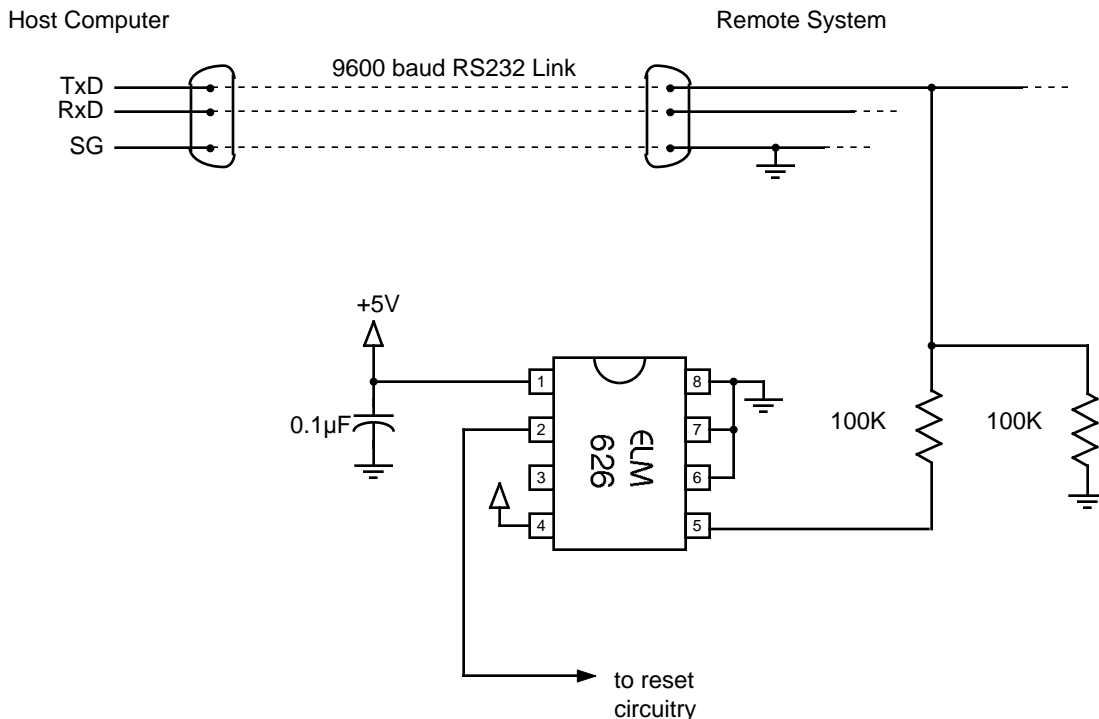 Host Computer
Remote System
9600 baud RS232 Link
TxD
RxD
SG
+5V
0.1µF
1
2
3
4
8
7
6
5
ELM
626
100K
100K
to reset
circuitry